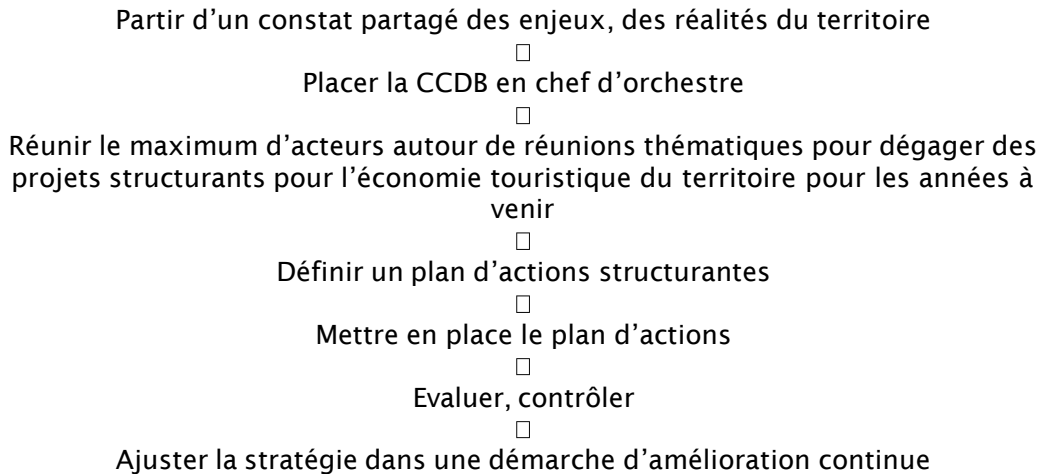 Partir d’un constat partagé des enjeux, des réalités du territoire
□
Placer la CCDB en chef d’orchestre
□
Réunir le maximum d’acteurs autour de réunions thématiques pour dégager des
projets structurants pour l’économie touristique du territoire pour les années à
venir
□
Définir un plan d’actions structurantes
□
Mettre en place le plan d’actions
□
Evaluer, contrôler
□
Ajuster la stratégie dans une démarche d’amélioration continue